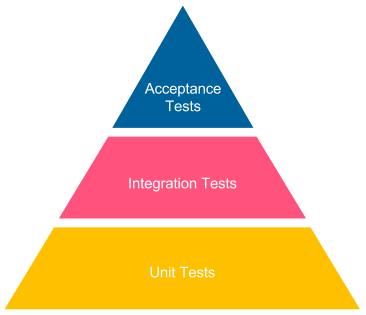 Acceptance
Tests
Integration Tests
Unit Tests